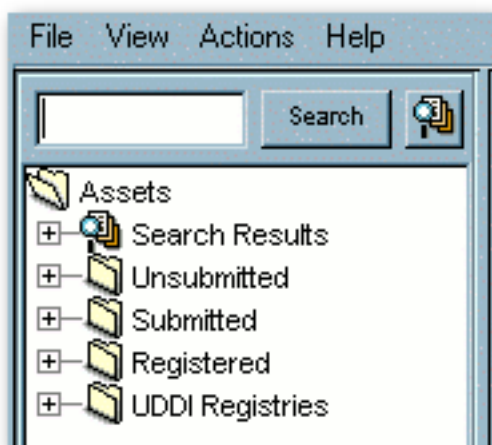 File View Actions Help
Search
Assets
Search Results
Unsubmitted
Submitted
Registered
UDDI Registries